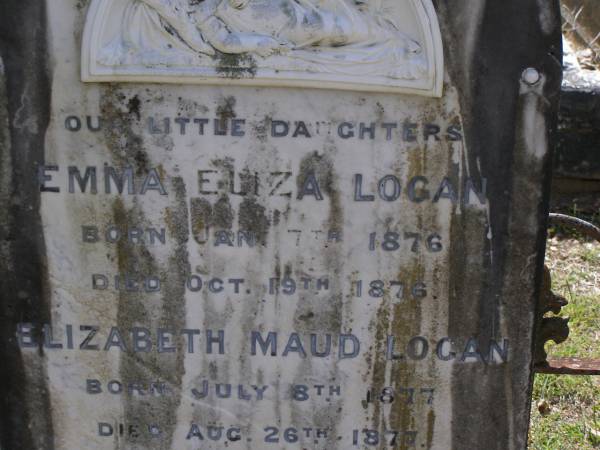 OUR LITTLE DAUGHTERS
EMMA ELIZA LOGAN
BORN JAN. 7TH 1876
DIED OCT. 19TH 1876.
ELIZABETH MAUD LOGAN
BORN JULY 8TH 1877
DIED AUG. 26TH 1877.